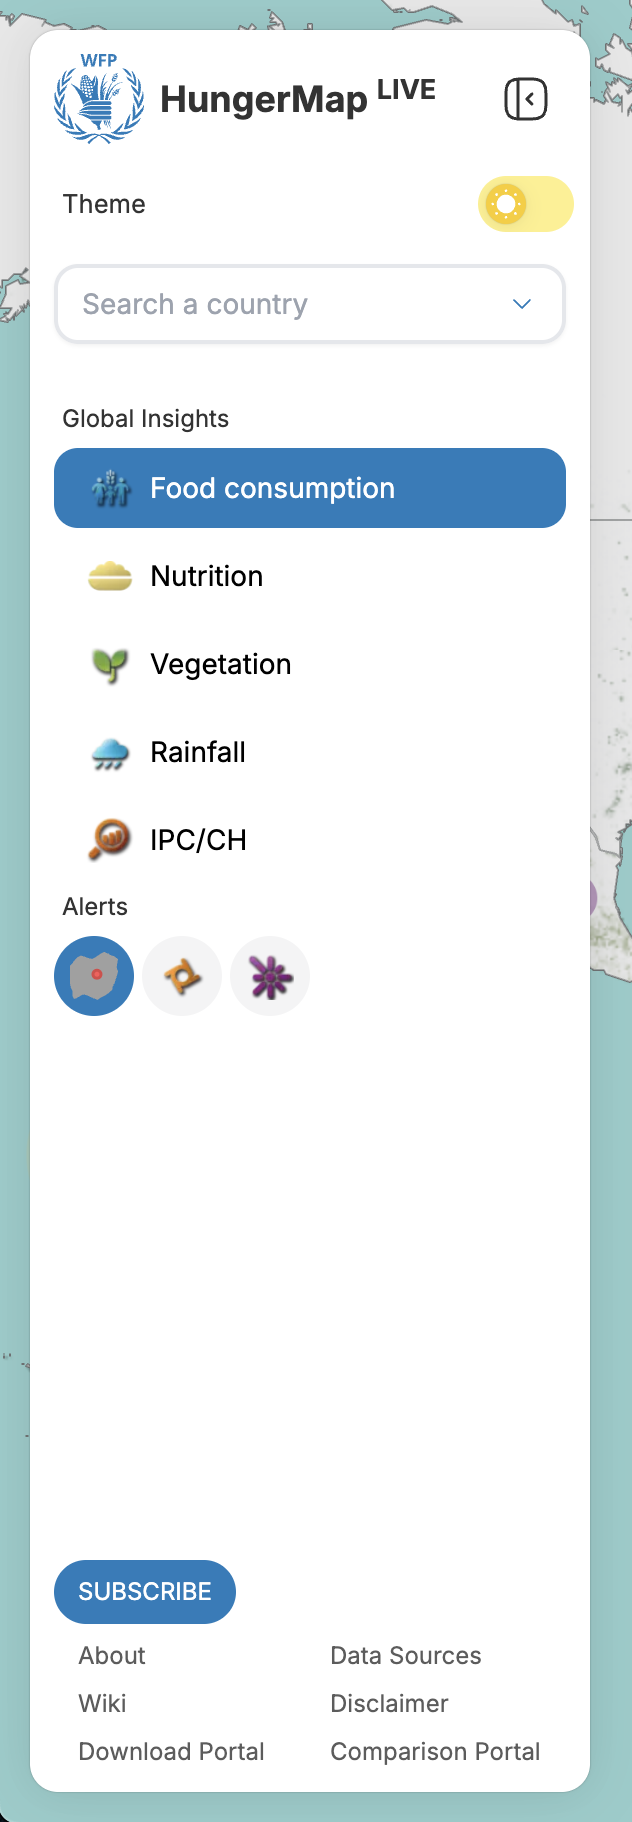 WFP
HungerMap LIVE
Theme
Search a country
Global Insights
Food consumption
Nutrition
Vegetation
Rainfall
IPC/CH
Alerts
SUBSCRIBE
About
Data Sources
Wiki
Disclaimer
Download Portal
Comparison Portal